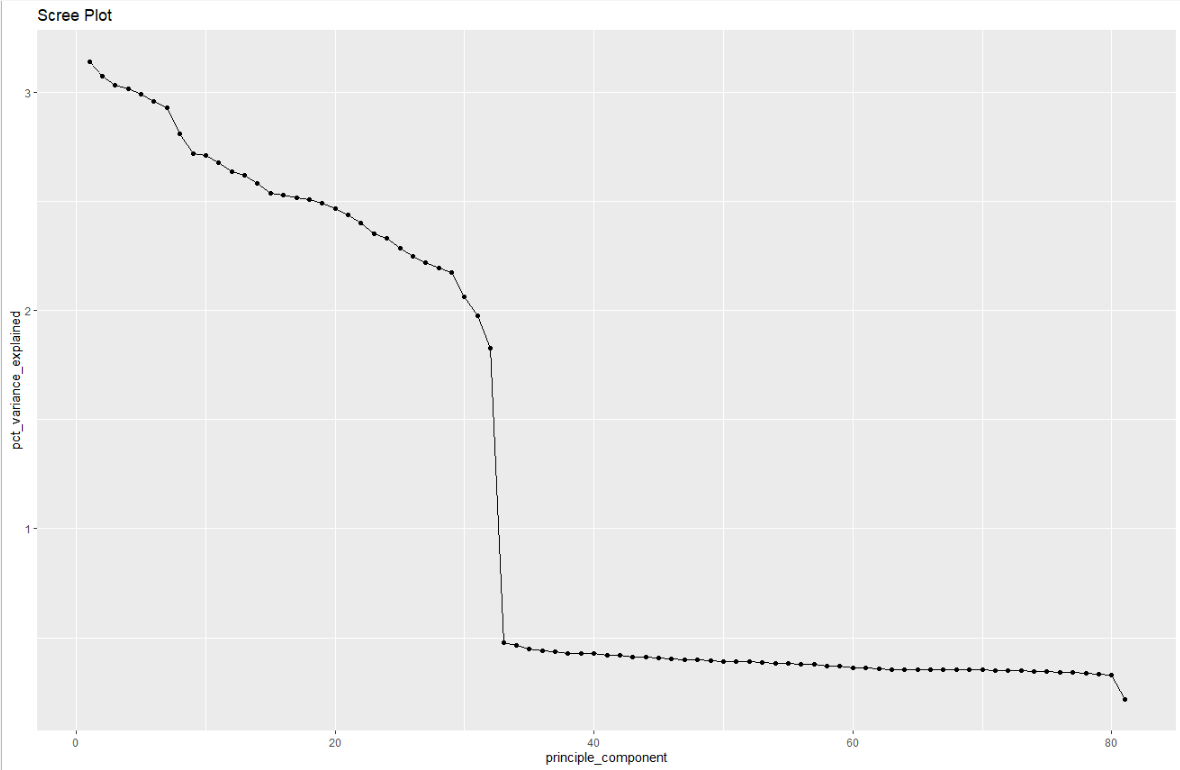 Scree Plot
3
2
1
pct_variance_explained
0 20 40 60 80
principle_component